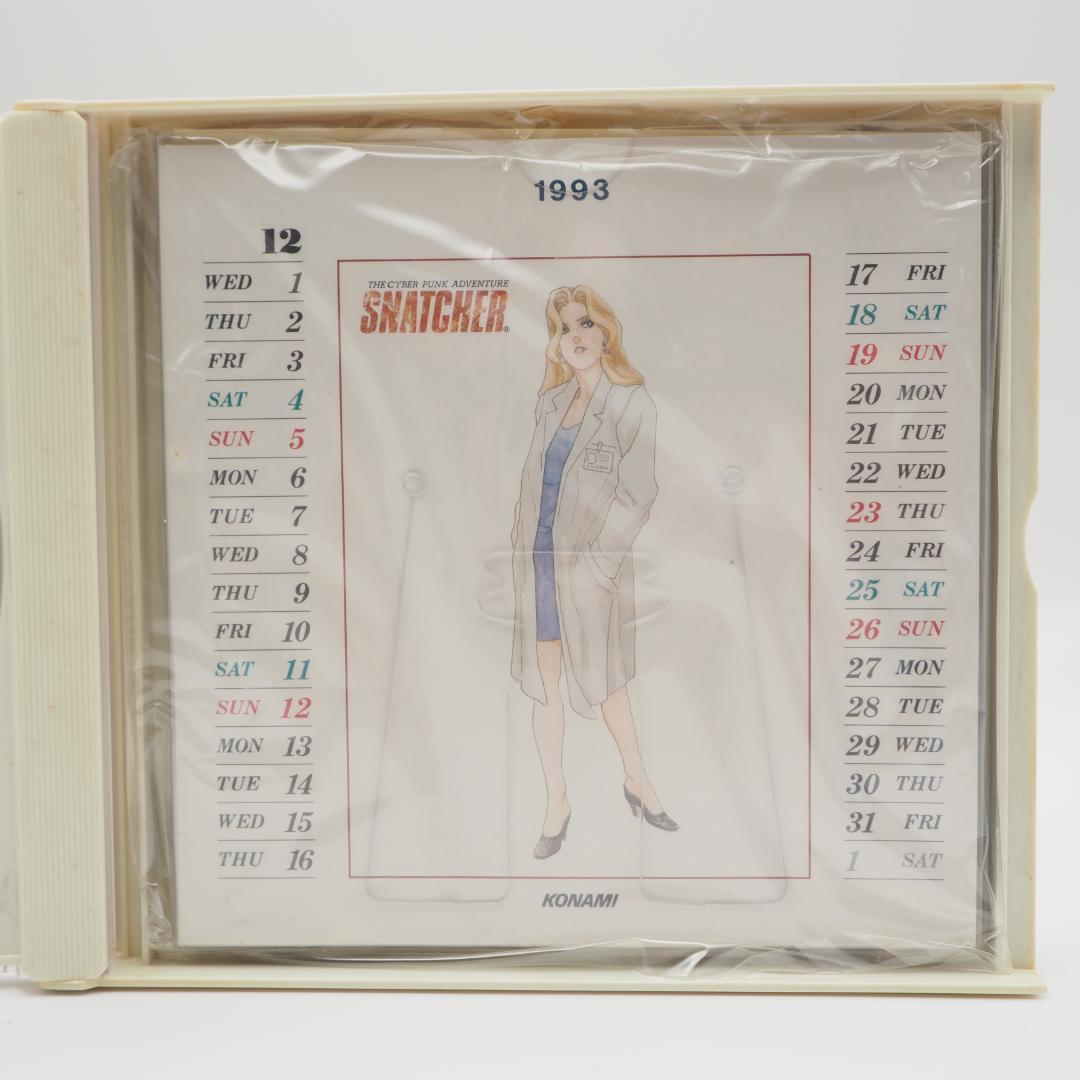 1993
12
WED 1
THU 2
FRI 3
SAT 4
SUN 5
MON 6
TUE 7
WED 8
THU 9
FRI 10
SAT 11
SUN 12
MON 13
TUE 14
WED 15
THU 16
THE CYBER PUNK ADVENTURE
SNATCHER®
17 FRI
18 SAT
19 SUN
20 MON
21 TUE
22 WED
23 THU
24 FRI
25 SAT
26 SUN
27 MON
28 TUE
29 WED
30 THU
31 FRI
1 SAT
KONAMI